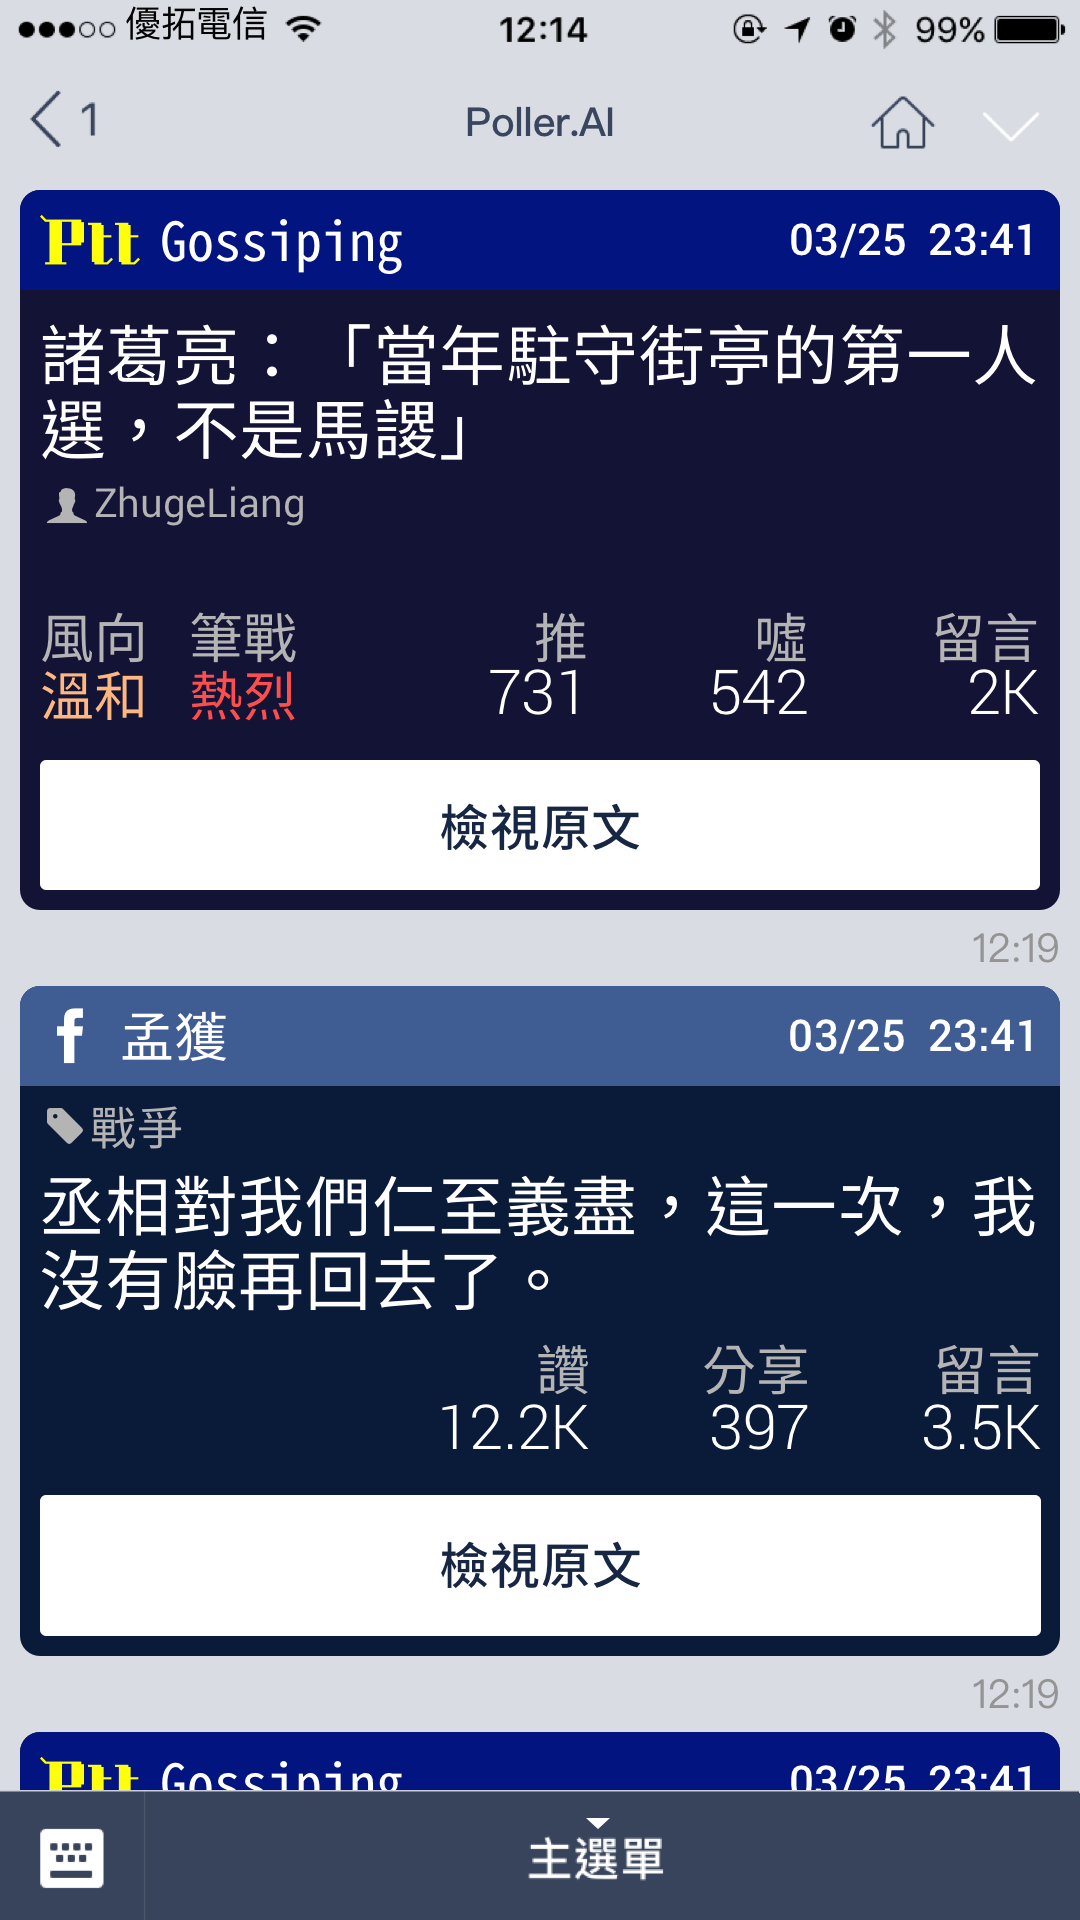 優拓電信 12:14 99%
1 Poller.AI
Ptt Gossiping 03/25 23:41
諸葛亮：「當年駐守街亭的第一人
選，不是馬謖」
ZhugeLiang
風向 筆戰 推 噓 留言
溫和 熱烈 731 542 2K
檢視原文
12:19
f 孟獲 03/25 23:41
戰爭
丞相對我們仁至義盡，這一次，我
沒有臉再回去了。
讚 分享 留言
12.2K 397 3.5K
檢視原文
12:19
Ptt Gossiping 03/25 23:41
主選單